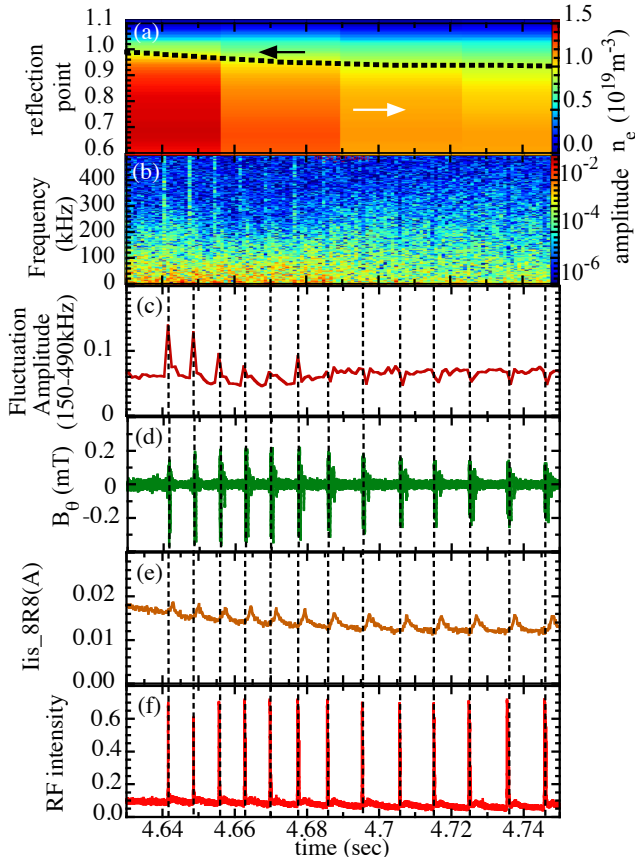 1.1
1.0
0.9
0.8
0.7
0.6
reflection
point
(a)
1.5
1.0
0.5
0.0
n_e (10^19 m^-3)
400
300
200
100
0
Frequency
(kHz)
(b)
10^-2
10^-4
10^-6
amplitude
0.1
0
Fluctuation
Amplitude
(150-490kHz)
(c)
0.2
0
-0.2
B_θ (mT)
(d)
0.02
0.01
0.00
Iis_8R8(A)
(e)
0.6
0.4
0.2
0.0
RF intensity
(f)
4.64
4.66
4.68
4.7
4.72
4.74
time (sec)